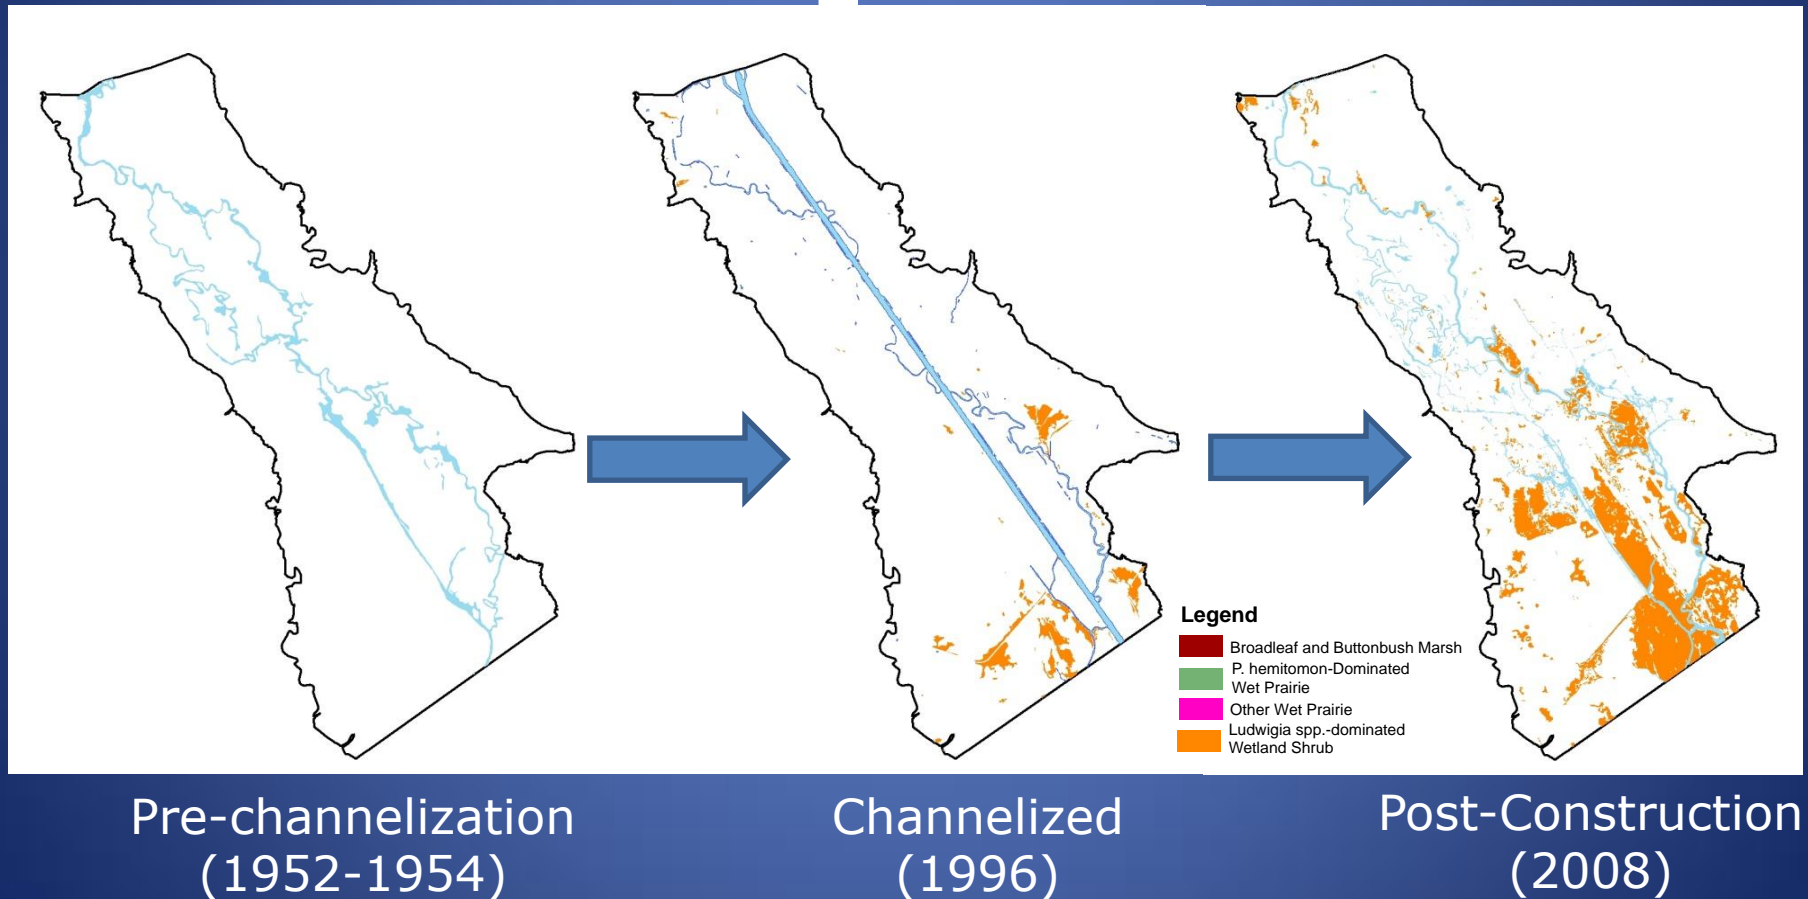 Legend
Broadleaf and Buttonbush Marsh
P. hemitomon-Dominated
Wet Prairie
Other Wet Prairie
Ludwigia spp.-dominated
Wetland Shrub
Pre-channelization
(1952-1954)
Channelized
(1996)
Post-Construction
(2008)